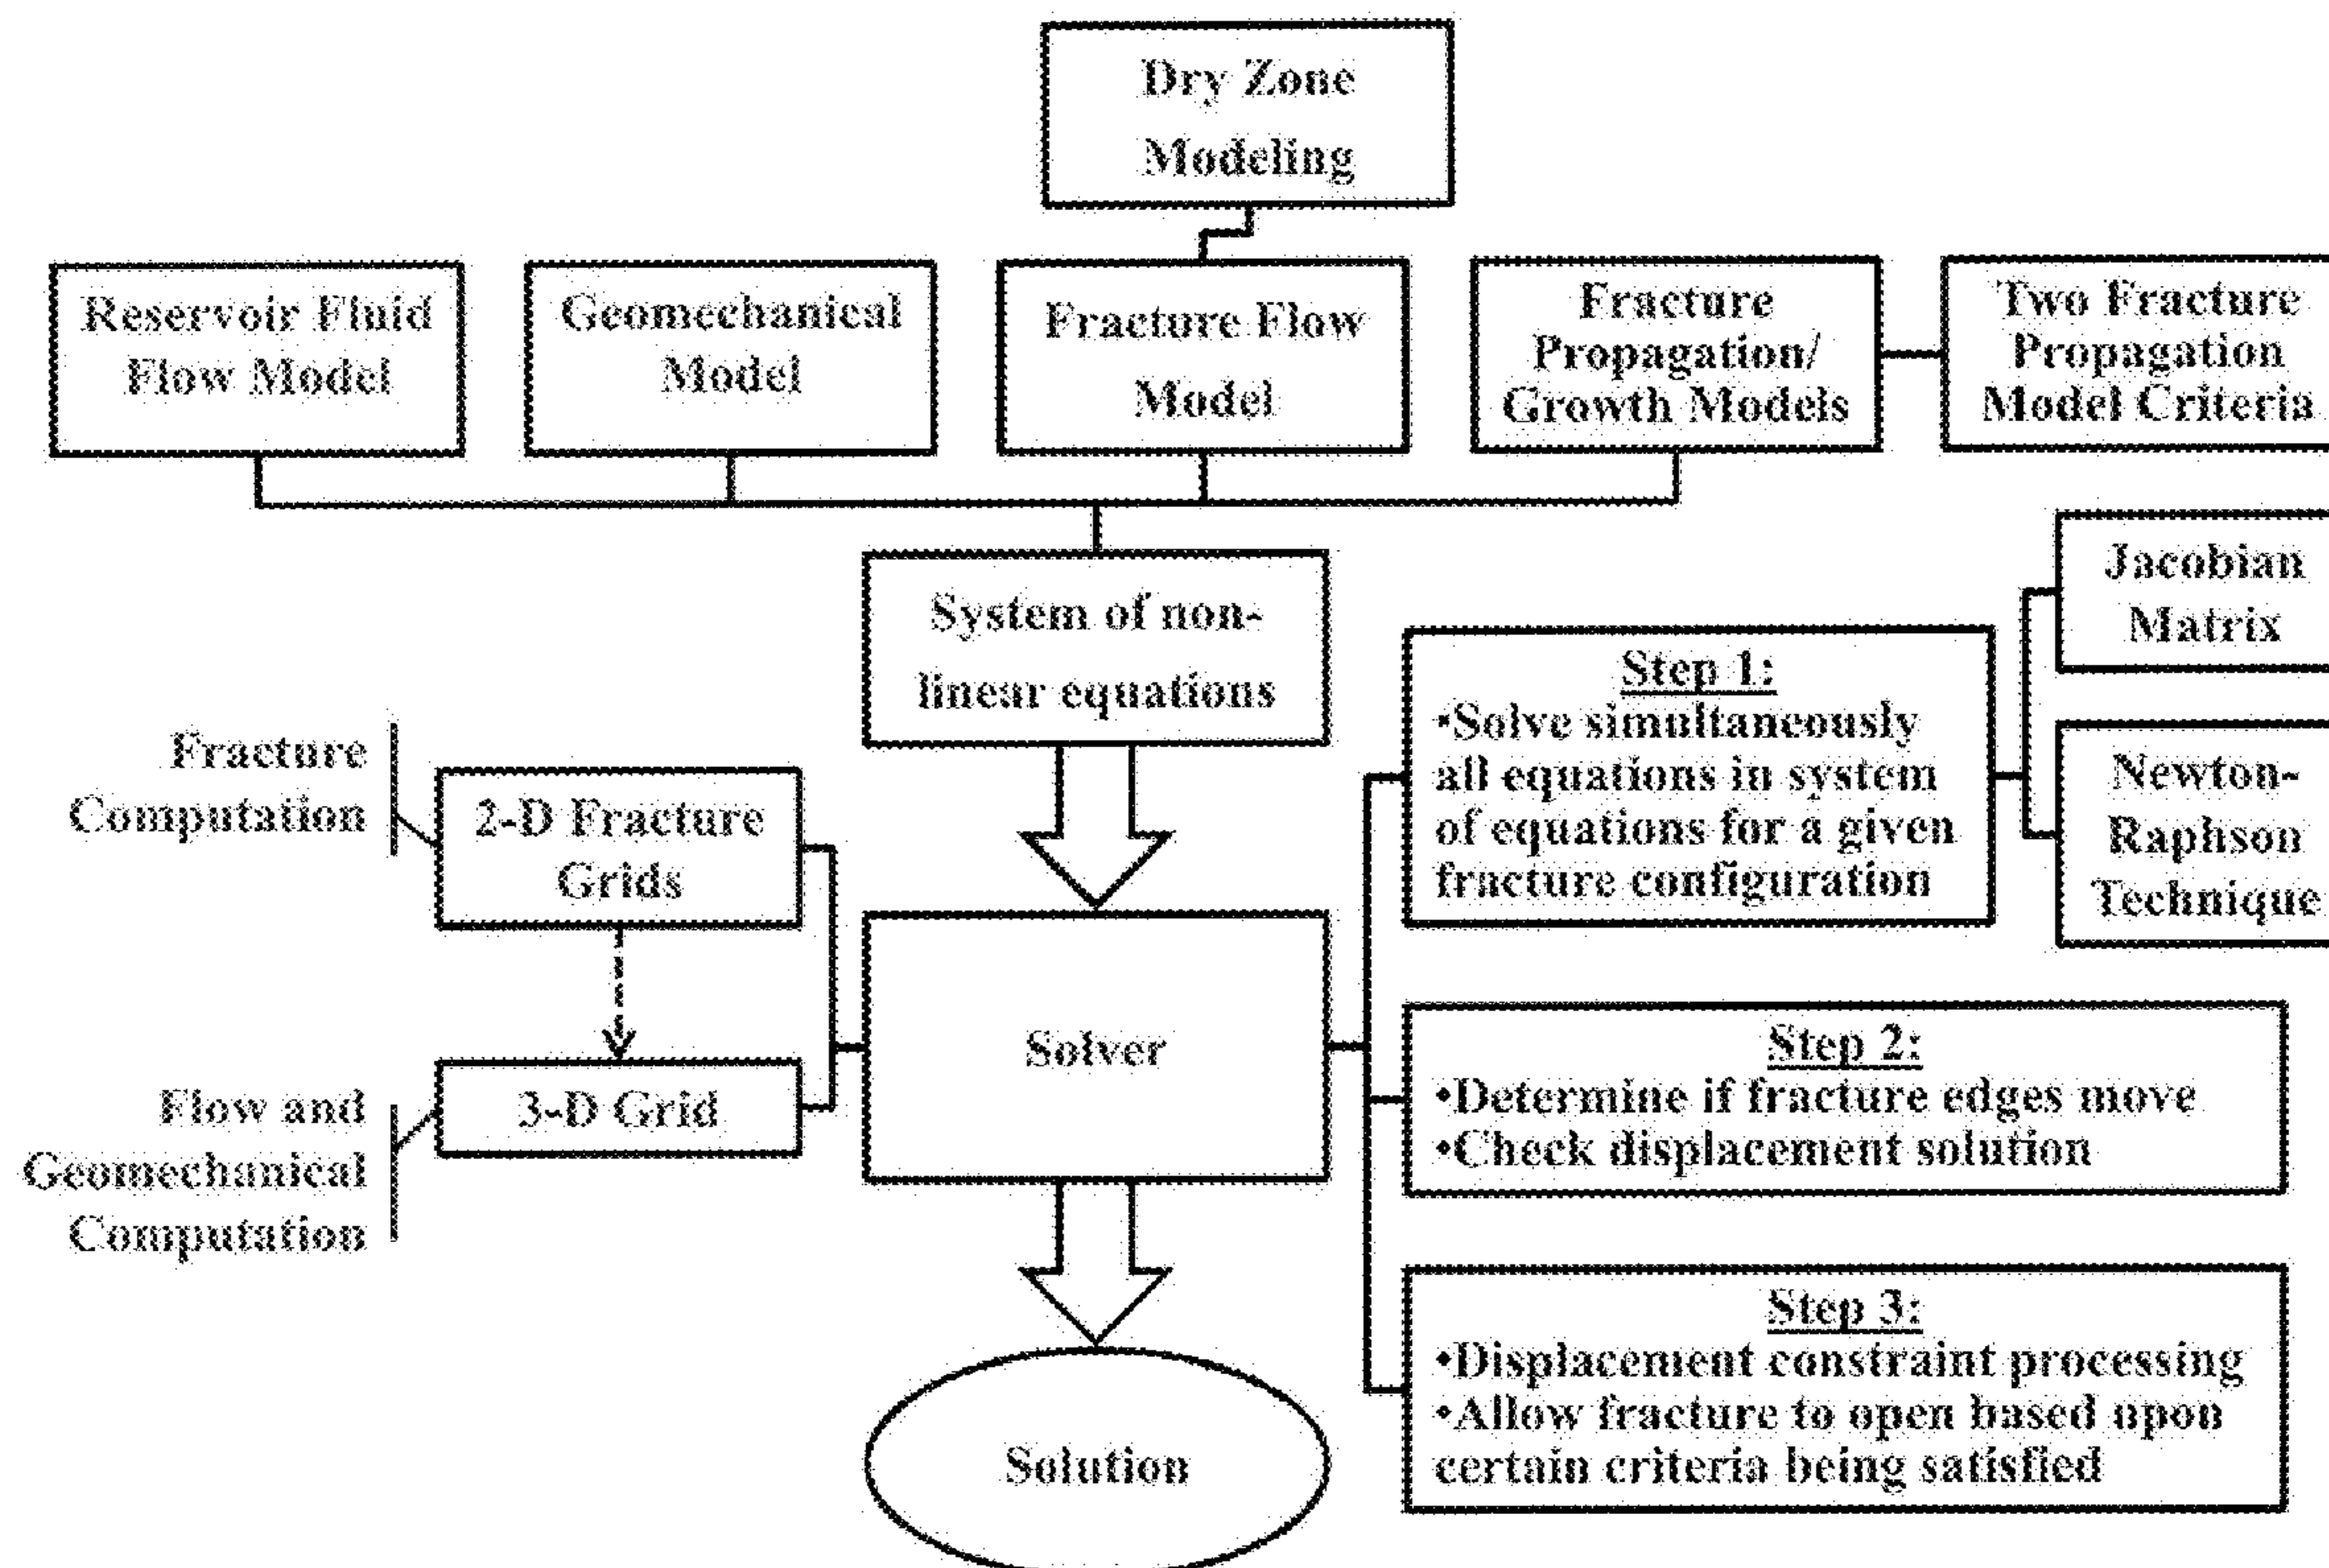 Dry Zone
Modeling
Reservoir Fluid
Flow Model
Geomechanical
Model
Fracture Flow
Model
Fracture
Propagation/
Growth Models
Two Fracture
Propagation
Model Criteria
System of non-
linear equations
Jacobian
Matrix
Newton-
Raphson
Technique
Step 1:
•Solve simultaneously
all equations in system
of equations for a given
fracture configuration
Fracture
Computation
2-D Fracture
Grids
Solver
3-D Grid
Flow and
Geomechanical
Computation
Step 2:
•Determine if fracture edges move
•Check displacement solution
Step 3:
•Displacement constraint processing
•Allow fracture to open based upon
certain criteria being satisfied
Solution